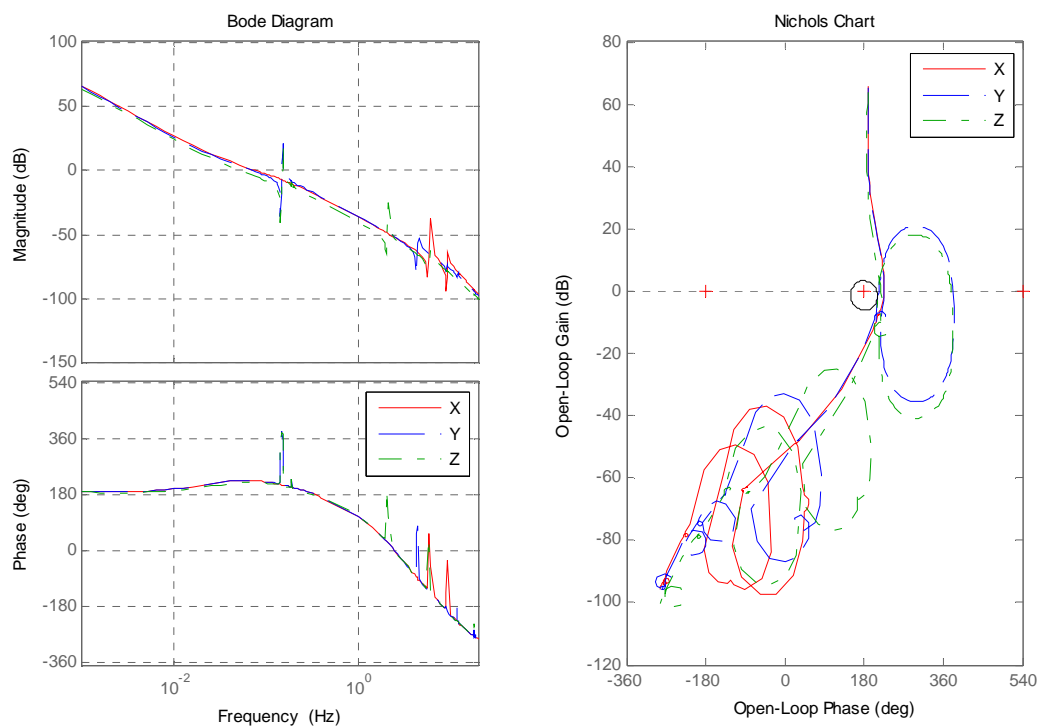 Bode Diagram
100
50
0
-50
-100
-150
Magnitude (dB)
540
360
180
0
-180
-360
Phase (deg)
X
Y
Z
10^-2
10^0
Frequency (Hz)
Nichols Chart
80
60
40
20
0
-20
-40
-60
-80
-100
-120
Open-Loop Gain (dB)
X
Y
Z
-360
-180
0
180
360
540
Open-Loop Phase (deg)